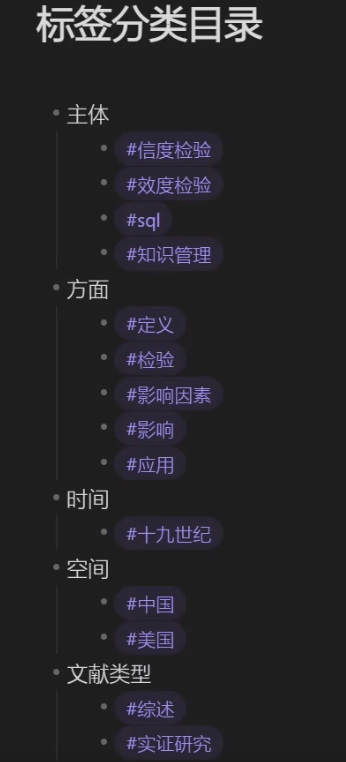 标签分类目录
主体
#信度检验
#效度检验
#sql
#知识管理
方面
#定义
#检验
#影响因素
#影响
#应用
时间
#十九世纪
空间
#中国
#美国
文献类型
#综述
#实证研究